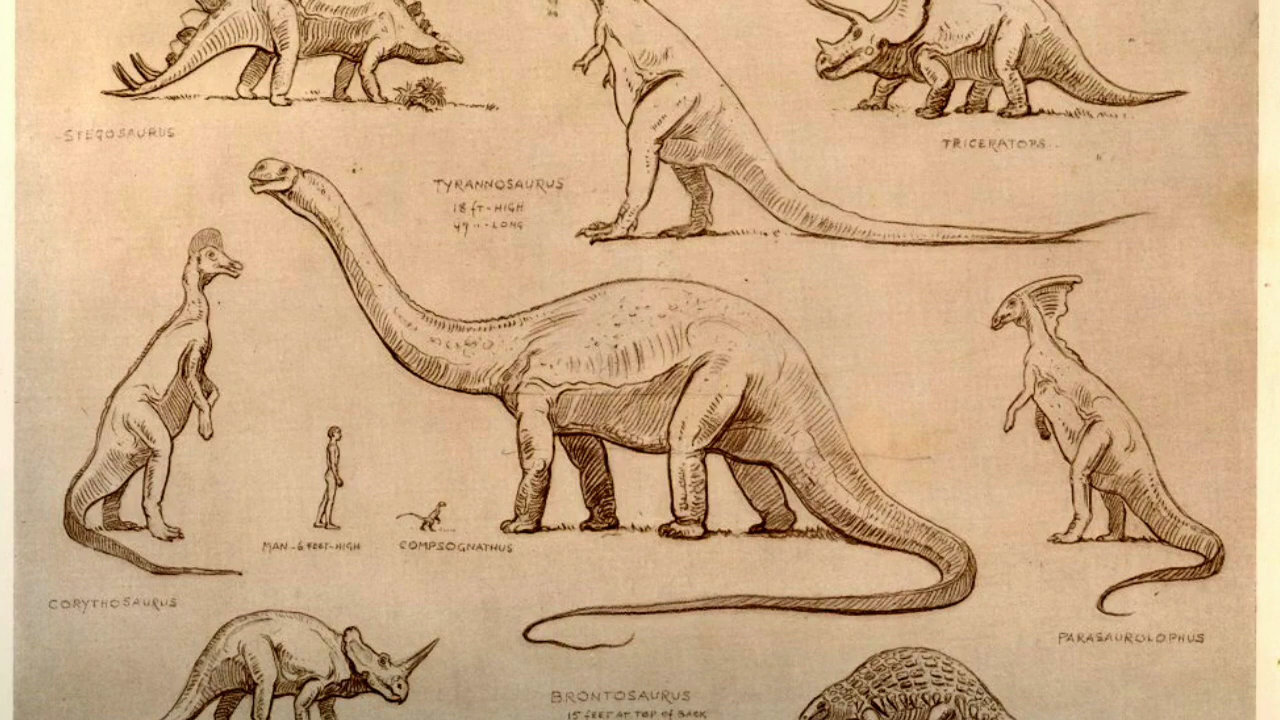 STEGOSAURUS
TRICERATOPS
TYRANNOSAURUS
18 ft - HIGH
49 " - LONG
MAN - 6 FEET - HIGH
COMPSOGNATHUS
CORYTHOSAURUS
PARASAUROLOPHUS
BRONTOSAURUS
15 FEET AT TOP of BACK